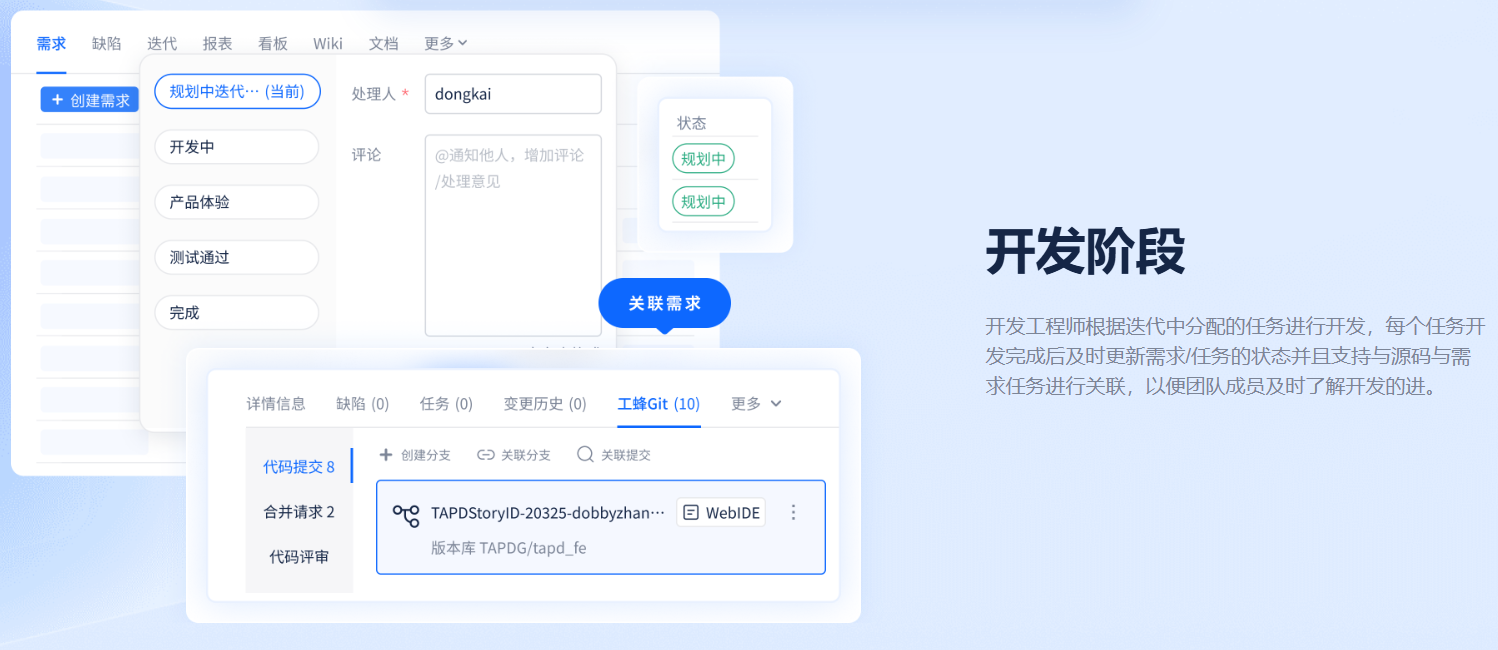 需求 缺陷 迭代 报表 看板 Wiki 文档 更多
+ 创建需求
规划中迭代… (当前)
开发中
产品体验
测试通过
完成
处理人 * dongkai
评论
@通知他人，增加评论
/处理意见
状态
规划中
规划中
关联需求
详情信息 缺陷 (0) 任务 (0) 变更历史 (0) 工蜂Git (10) 更多
代码提交 8
合并请求 2
代码评审
+ 创建分支 关联分支 关联提交
TAPDStoryID-20325-dobbyzhan… WebIDE
版本库 TAPDG/tapd_fe
开发阶段
开发工程师根据迭代中分配的任务进行开发，每个任务开
发完成后及时更新需求/任务的状态并且支持与源码与需
求任务进行关联，以便团队成员及时了解开发的进。